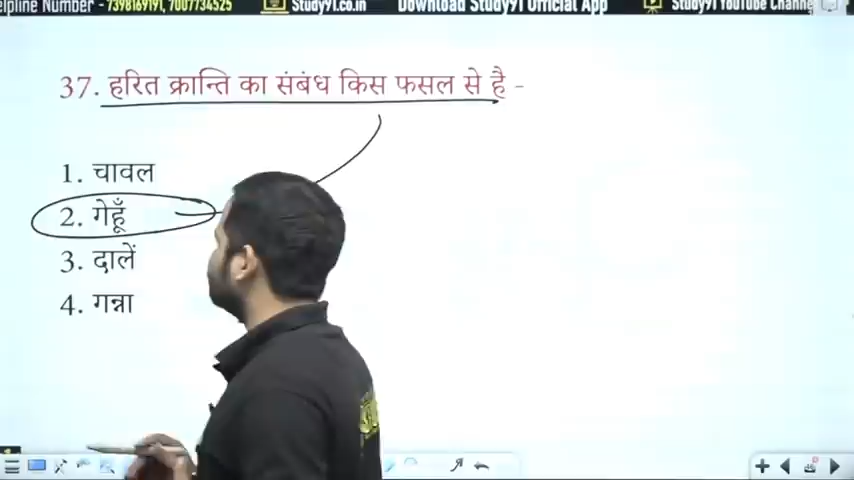 elpline Number - 7398169191, 7007734525 Study91.co.in Download Study91 Official App Study91 YouTube Channe
37. हरित क्रान्ति का संबंध किस फसल से है -
1. चावल
2. गेहूँ
3. दालें
4. गन्ना